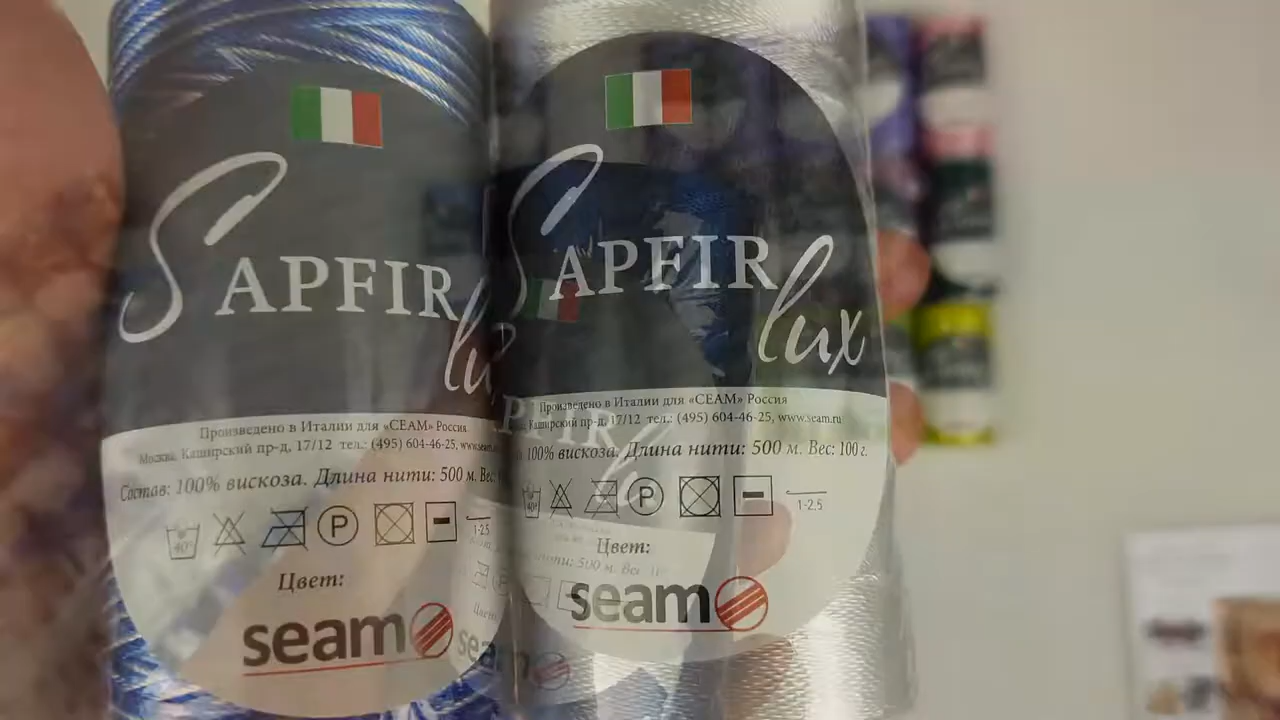 SAPFIR
lu
Произведено в Италии для «СЕАМ» Россия
Москва, Каширский пр-д, 17/12 тел.: (495) 604-46-25, www.seam
Состав: 100% вискоза. Длина нити: 500 м. Вес:
40° P 1-2.5
Цвет:
seam
SAPFIR
lux
Произведено в Италии для «СЕАМ» Россия
Каширский пр-д, 17/12 тел.: (495) 604-46-25, www.seam.ru
100% вискоза. Длина нити: 500 м. Вес: 100 г.
40° P 1-2.5
Цвет:
seam